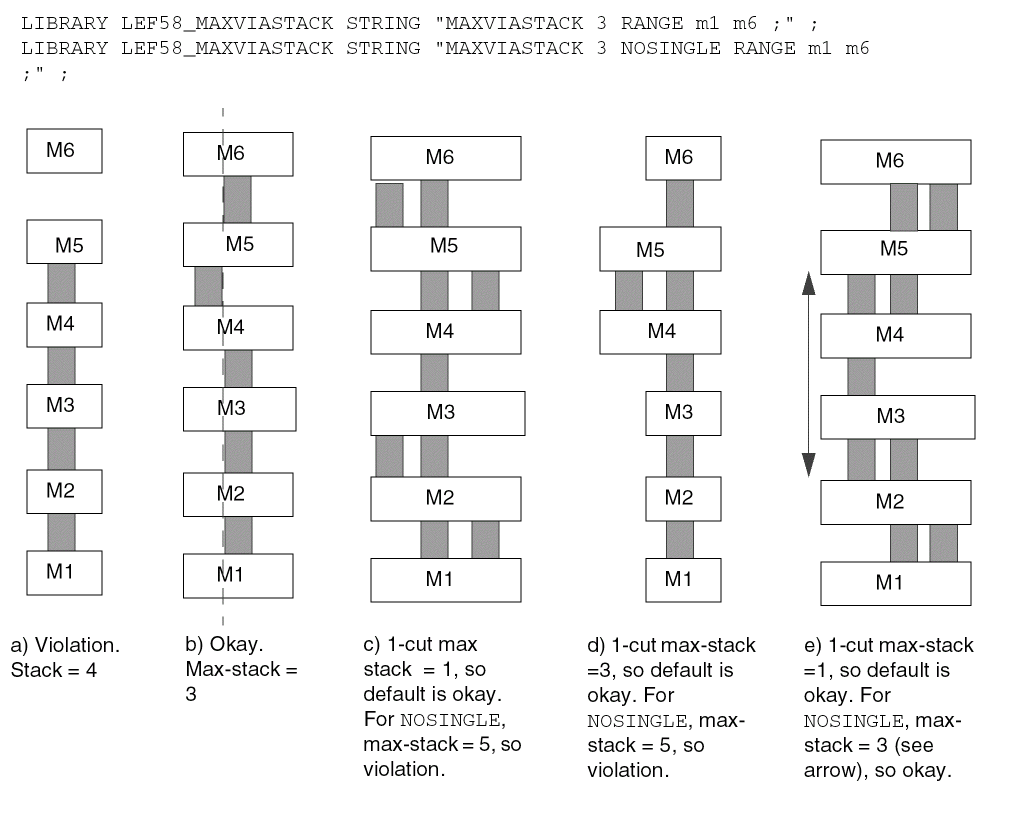 LIBRARY LEF58_MAXVIASTACK STRING "MAXVIASTACK 3 RANGE m1 m6 ;" ;
LIBRARY LEF58_MAXVIASTACK STRING "MAXVIASTACK 3 NOSINGLE RANGE m1 m6
;" ;
M6
M5
M4
M3
M2
M1
a) Violation.
Stack = 4
M6
M5
M4
M3
M2
M1
b) Okay.
Max-stack =
3
M6
M5
M4
M3
M2
M1
c) 1-cut max
stack = 1, so
default is okay.
For NOSINGLE,
max-stack = 5, so
violation.
M6
M5
M4
M3
M2
M1
d) 1-cut max-stack
=3, so default is
okay. For
NOSINGLE, max-
stack = 5, so
violation.
M6
M5
M4
M3
M2
M1
e) 1-cut max-stack
=1, so default is
okay. For
NOSINGLE, max-
stack = 3 (see
arrow), so okay.